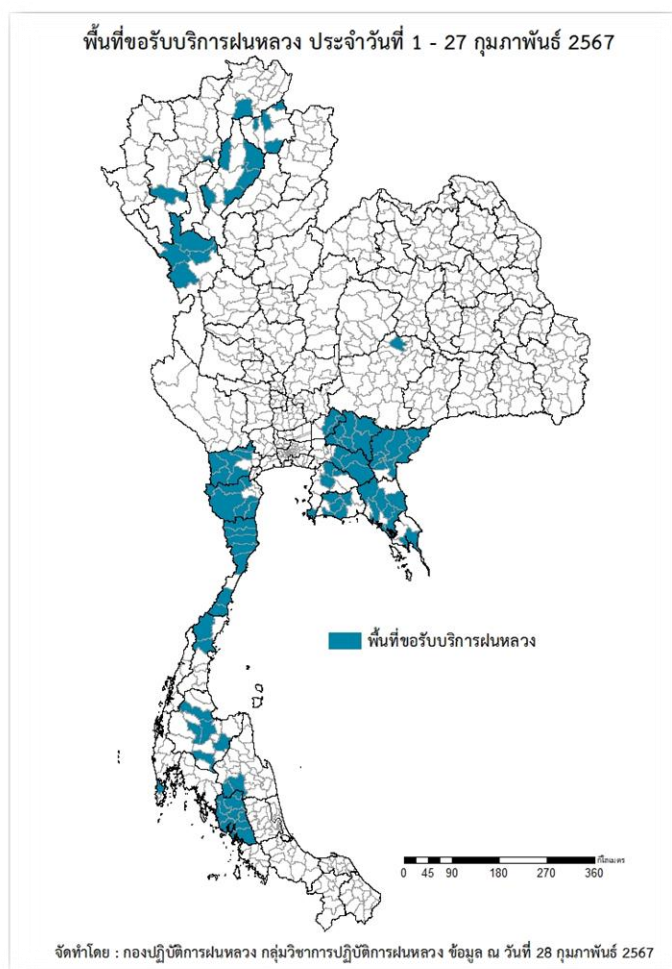 พื้นที่ขอรับบริการฝนหลวง ประจำวันที่ 1 - 27 กุมภาพันธ์ 2567
พื้นที่ขอรับบริการฝนหลวง
กิโลเมตร
0 45 90 180 270 360
จัดทำโดย : กองปฏิบัติการฝนหลวง กลุ่มวิชาการปฏิบัติการฝนหลวง ข้อมูล ณ วันที่ 28 กุมภาพันธ์ 2567